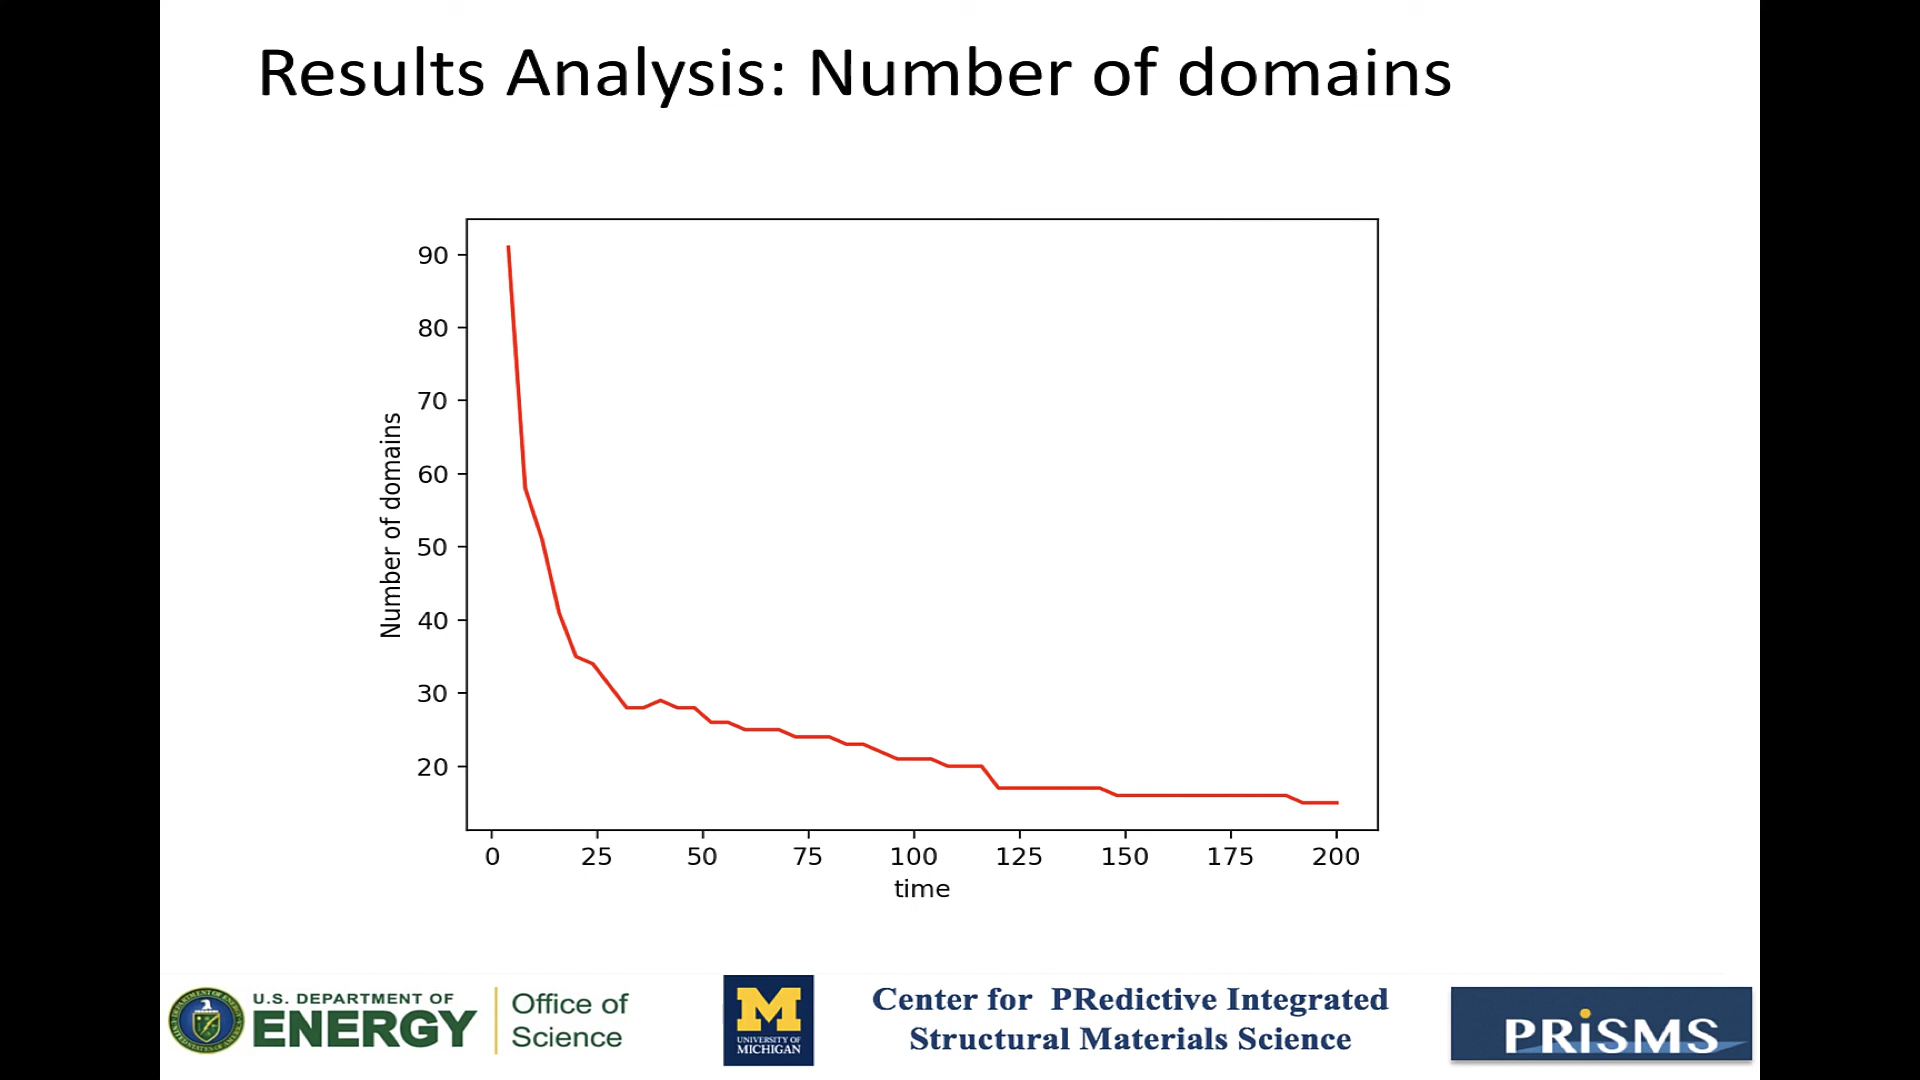 Results Analysis: Number of domains
90
80
70
60
50
40
30
20
Number of domains
0 25 50 75 100 125 150 175 200
time
U.S. DEPARTMENT OF
ENERGY
Office of
Science
M
UNIVERSITY OF
MICHIGAN
Center for PRedictive Integrated
Structural Materials Science
PRiSMS